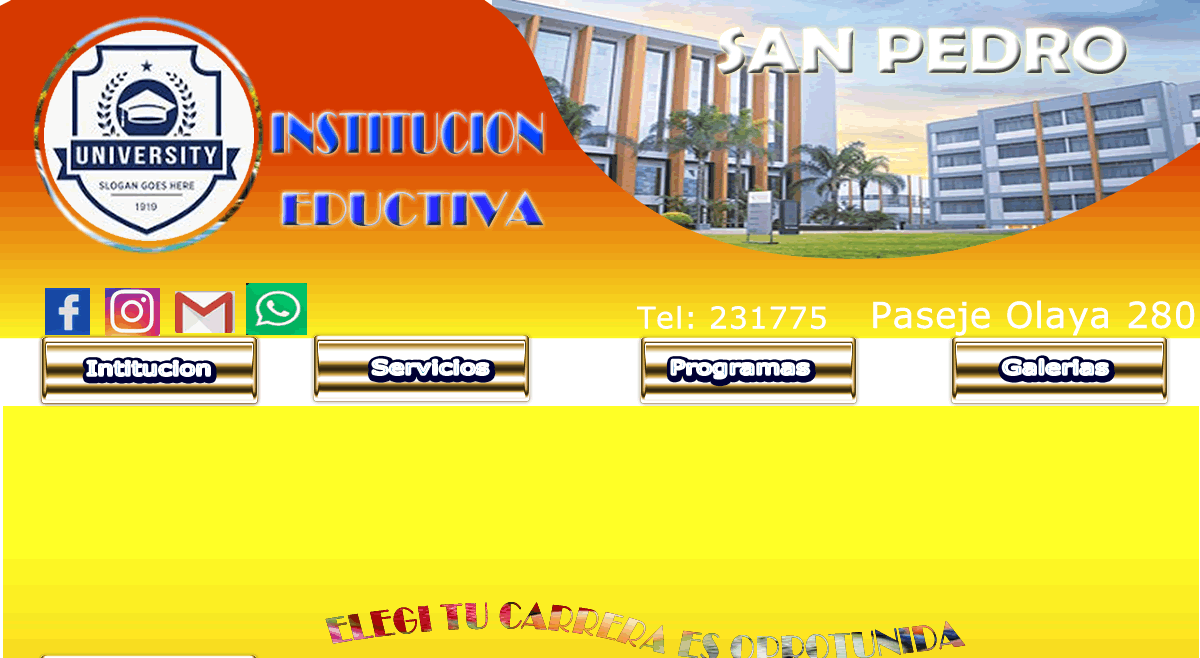 SAN PEDRO
INSTITUCION
EDUCTIVA
UNIVERSITY
SLOGAN GOES HERE
1919
Tel: 231775
Paseje Olaya 280
Intitucion
Servicios
Programas
Galerias
ELEGI TU CARRERA ES OPROTUNIDA